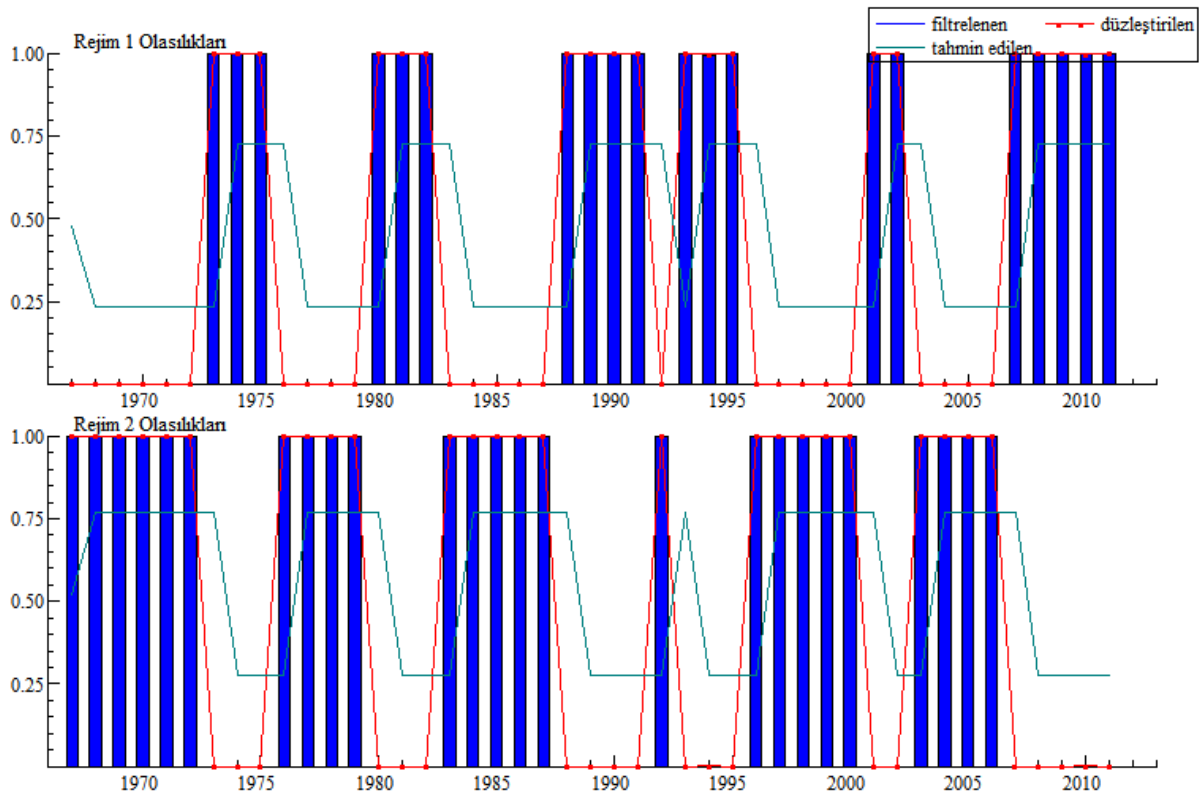 Rejim 1 Olasılıkları
filtrelenen
düzleştirilen
tahmin edilen
1.00
0.75
0.50
0.25
1970 1975 1980 1985 1990 1995 2000 2005 2010
Rejim 2 Olasılıkları
1.00
0.75
0.50
0.25
1970 1975 1980 1985 1990 1995 2000 2005 2010